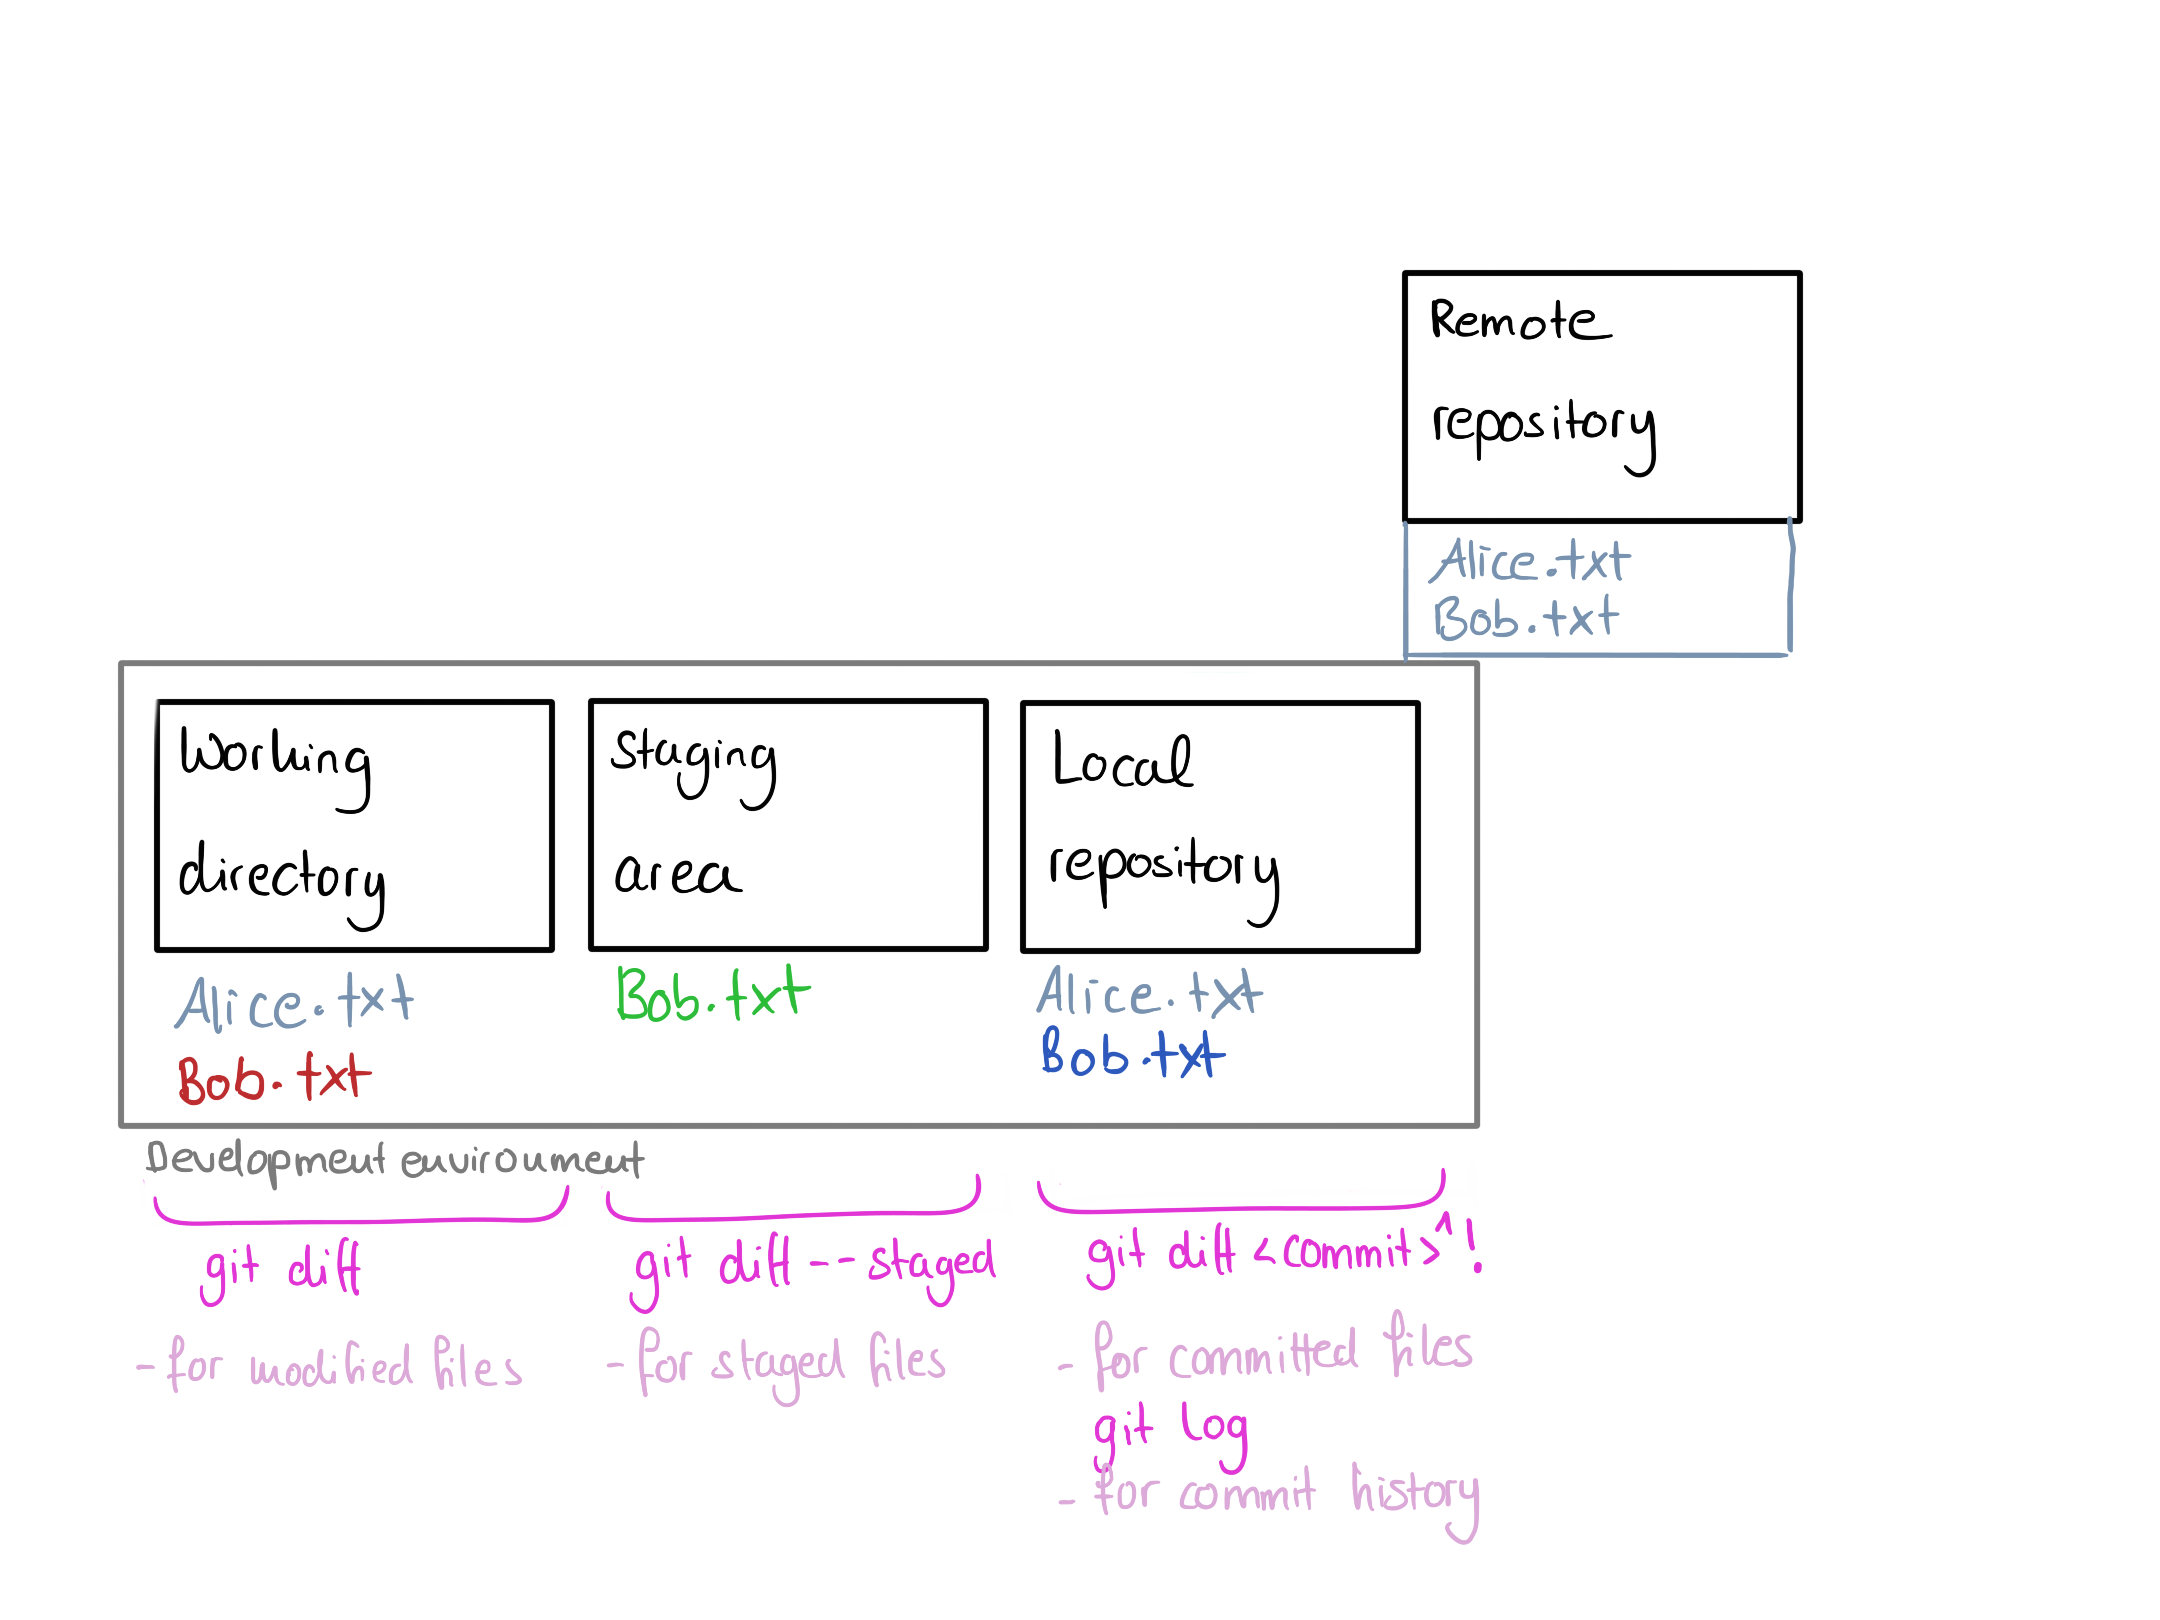 Remote
repository
Alice.txt
Bob.txt
Working
directory
Alice.txt
Bob.txt
Staging
area
Bob.txt
Local
repository
Alice.txt
Bob.txt
Development environment
git diff
- for modified files
git diff --staged
- for staged files
git diff <commit>^!
- for committed files
git log
- for commit history